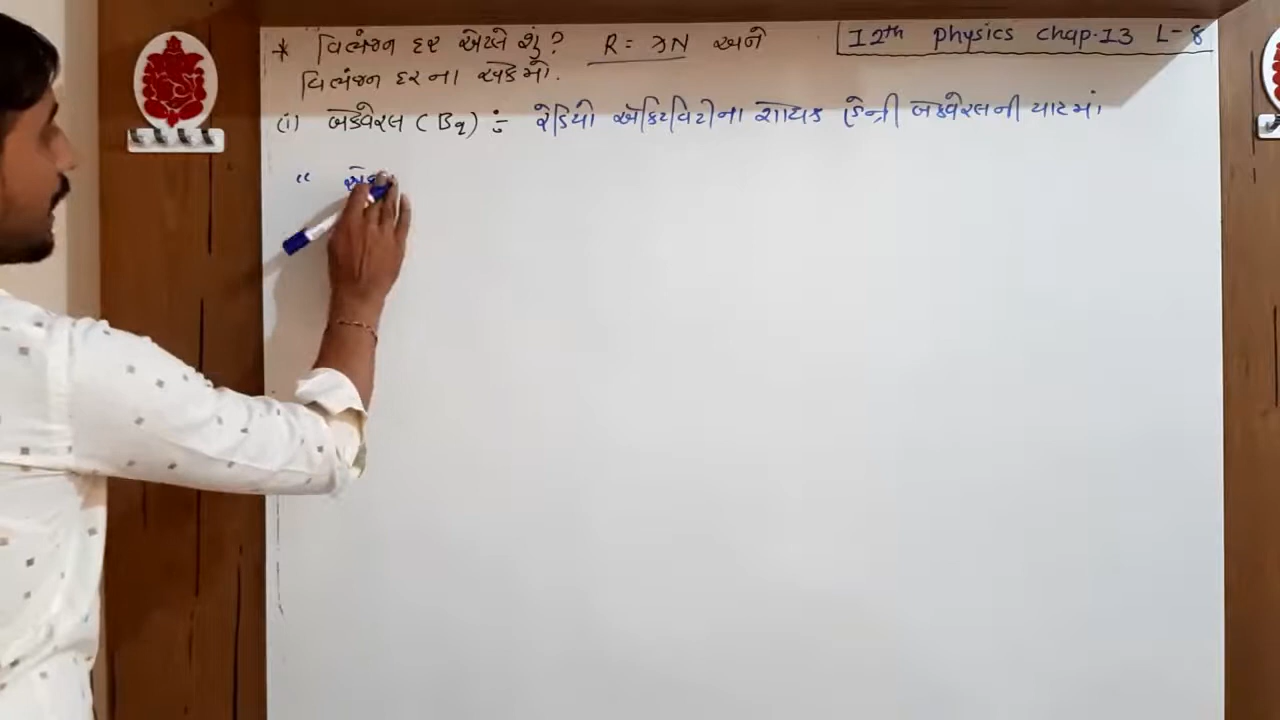 * વિભંજન દર એટલે શું? R = λN અને
12th Physics Chap.13 L-8
વિભંજન દરના એકમો.
(i) બેકવેરલ (Bq) ÷ રેડિયો એક્ટિવિટીના શોધક હેન્રી બેકવેરલની યાદમાં
“ એક